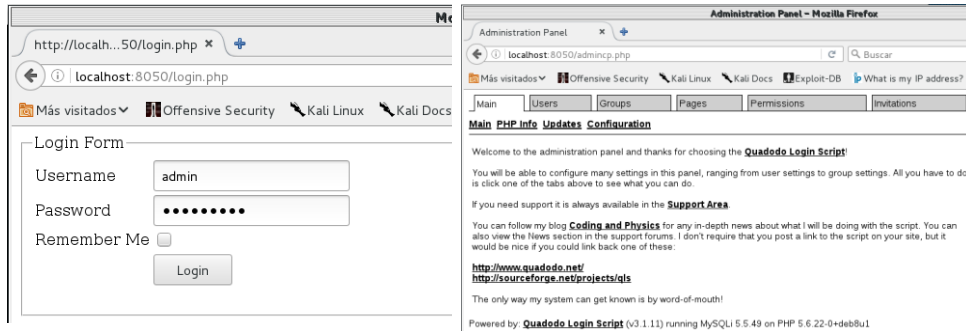 Mo
http://localh...50/login.php
localhost:8050/login.php
Más visitados
Offensive Security
Kali Linux
Kali Docs
Login Form
Username
admin
Password
●●●●●●●●●
Remember Me
Login
Administration Panel – Mozilla Firefox
Administration Panel
localhost:8050/admincp.php
Buscar
Más visitados
Offensive Security
Kali Linux
Kali Docs
Exploit-DB
What is my IP address?
Main
Users
Groups
Pages
Permissions
Invitations
Main PHP Info Updates Configuration
Welcome to the administration panel and thanks for choosing the Quadodo Login Script!
You will be able to configure many settings in this panel, ranging from user settings to group settings. All you have to do
is click one of the tabs above to see what you can do.
If you need support it is always available in the Support Area.
You can follow my blog Coding and Physics for any in-depth news about what I will be doing with the script. You can
also view the News section in the support forums. I don't require that you post a link to the script on your site, but it
would be nice if you could link back one of these:
http://www.quadodo.net/
http://sourceforge.net/projects/qls
The only way my system can get known is by word-of-mouth!
Powered by: Quadodo Login Script (v3.1.11) running MySQLi 5.5.49 on PHP 5.6.22-0+deb8u1